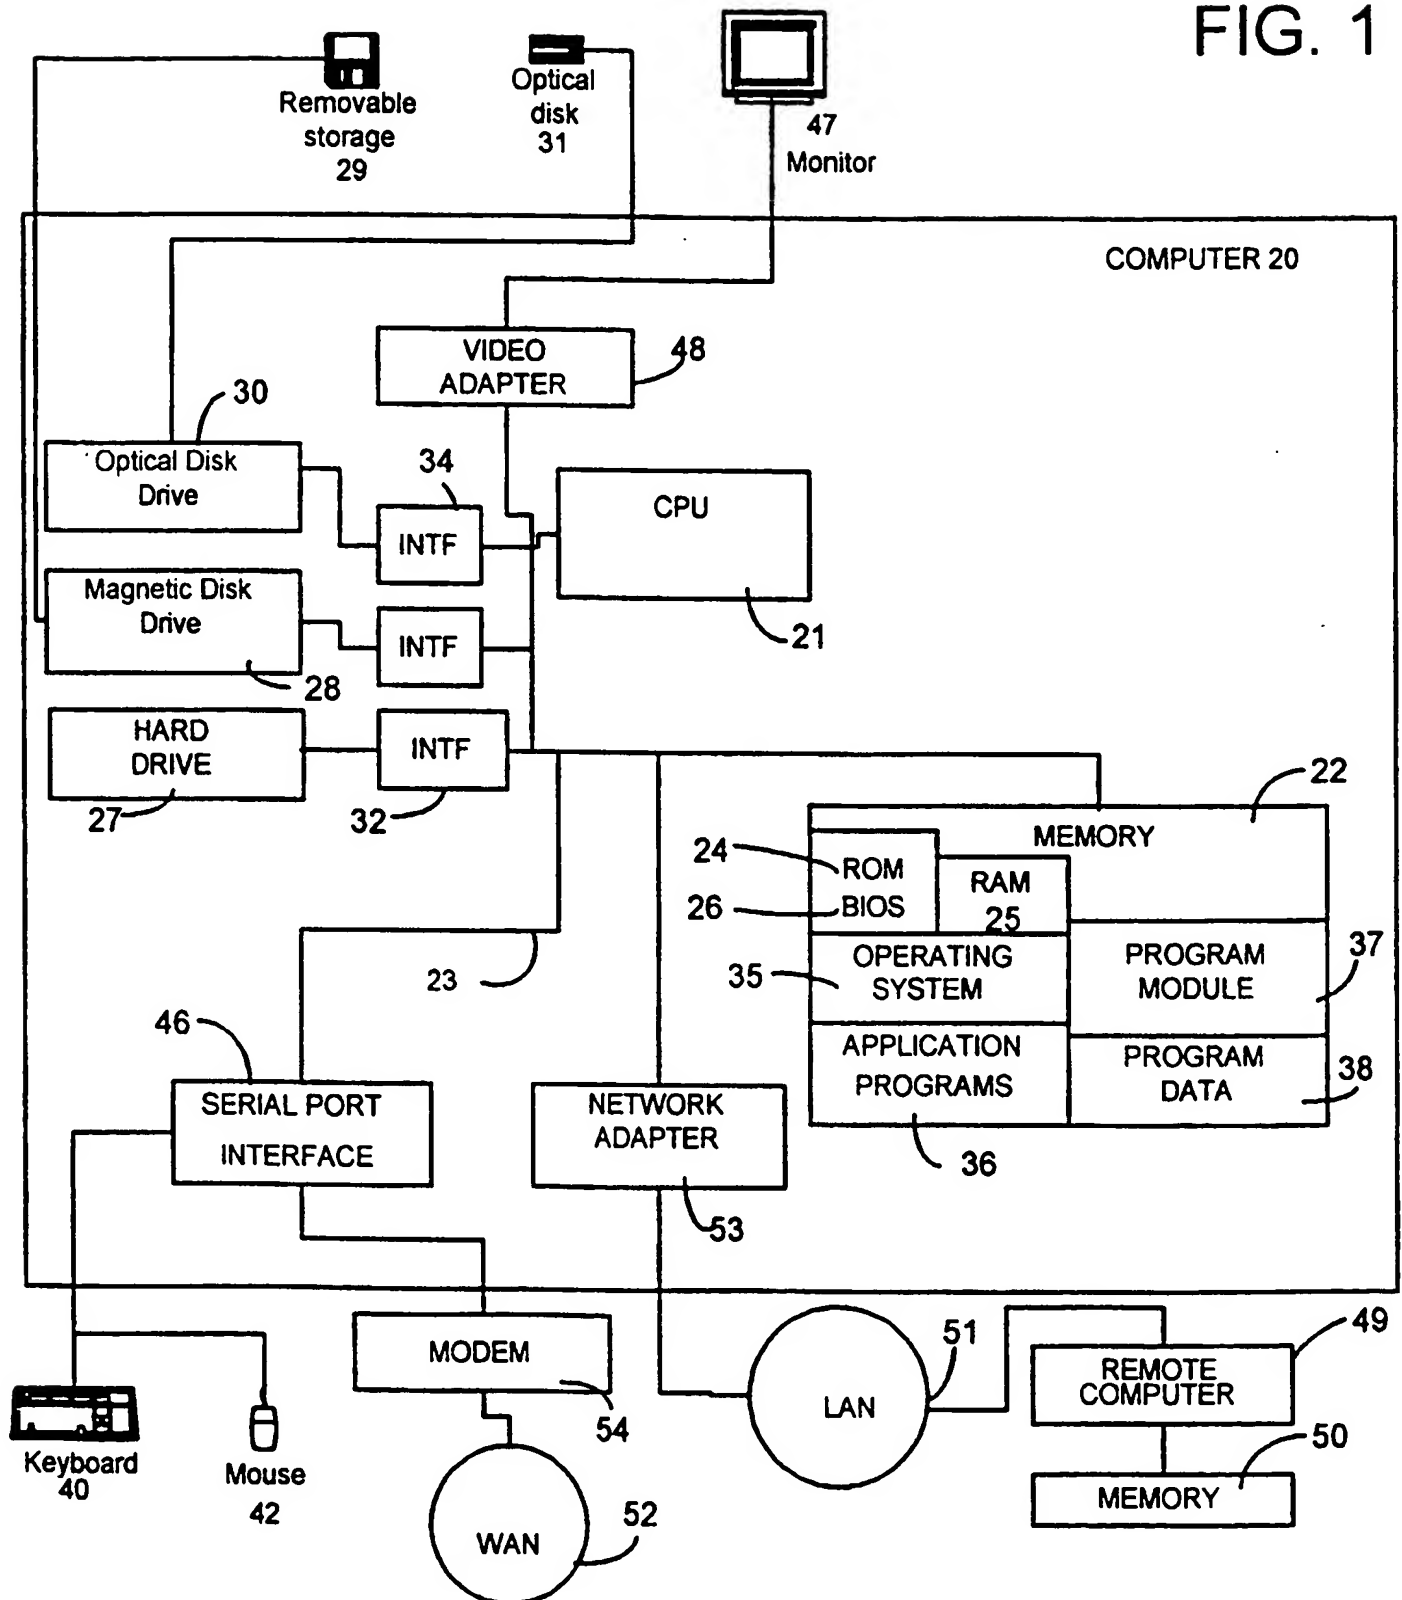 FIG. 1
Removable
storage
29
Optical
disk
31
47
Monitor
COMPUTER 20
VIDEO
ADAPTER
48
30
Optical Disk
Drive
34
INTF
CPU
21
Magnetic Disk
Drive
28
INTF
HARD
DRIVE
27
INTF
32
22
MEMORY
24
ROM
26
BIOS
RAM
25
35
OPERATING
SYSTEM
PROGRAM
MODULE
37
23
46
APPLICATION
PROGRAMS
36
PROGRAM
DATA
38
SERIAL PORT
INTERFACE
NETWORK
ADAPTER
53
MODEM
54
LAN
51
REMOTE
COMPUTER
49
MEMORY
50
Keyboard
40
Mouse
42
WAN
52